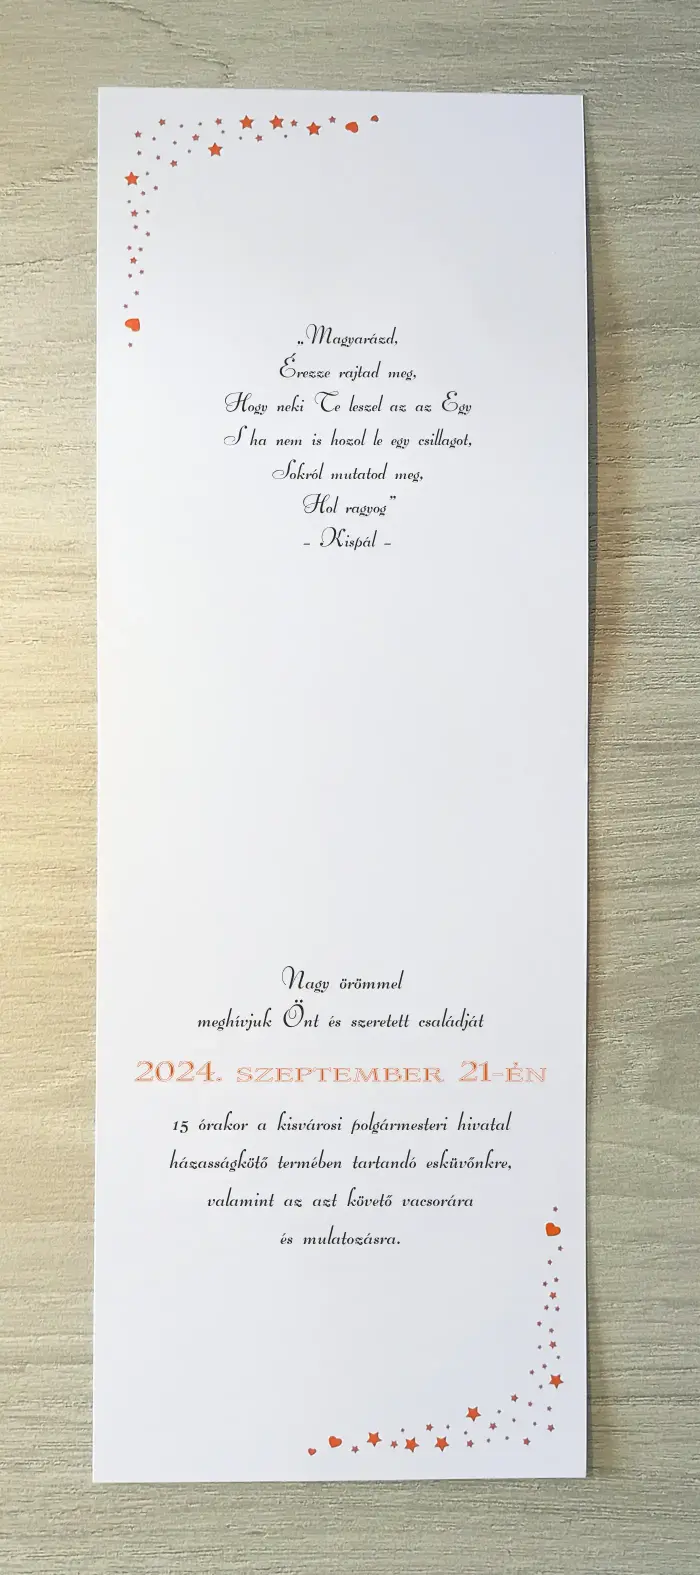 „Magyarázd,
Érezze rajtad meg,
Hogy neki Te leszel az az Egy
S ha nem is hozol le egy csillagot,
Sokról mutatod meg,
Hol ragyog”
- Kispál -
Nagy örömmel
meghívjuk Önt és szeretett családját
2024. SZEPTEMBER 21-ÉN
15 órakor a kisvárosi polgármesteri hivatal
házasságkötő termében tartandó esküvőnkre,
valamint az azt követő vacsorára
és mulatozásra.